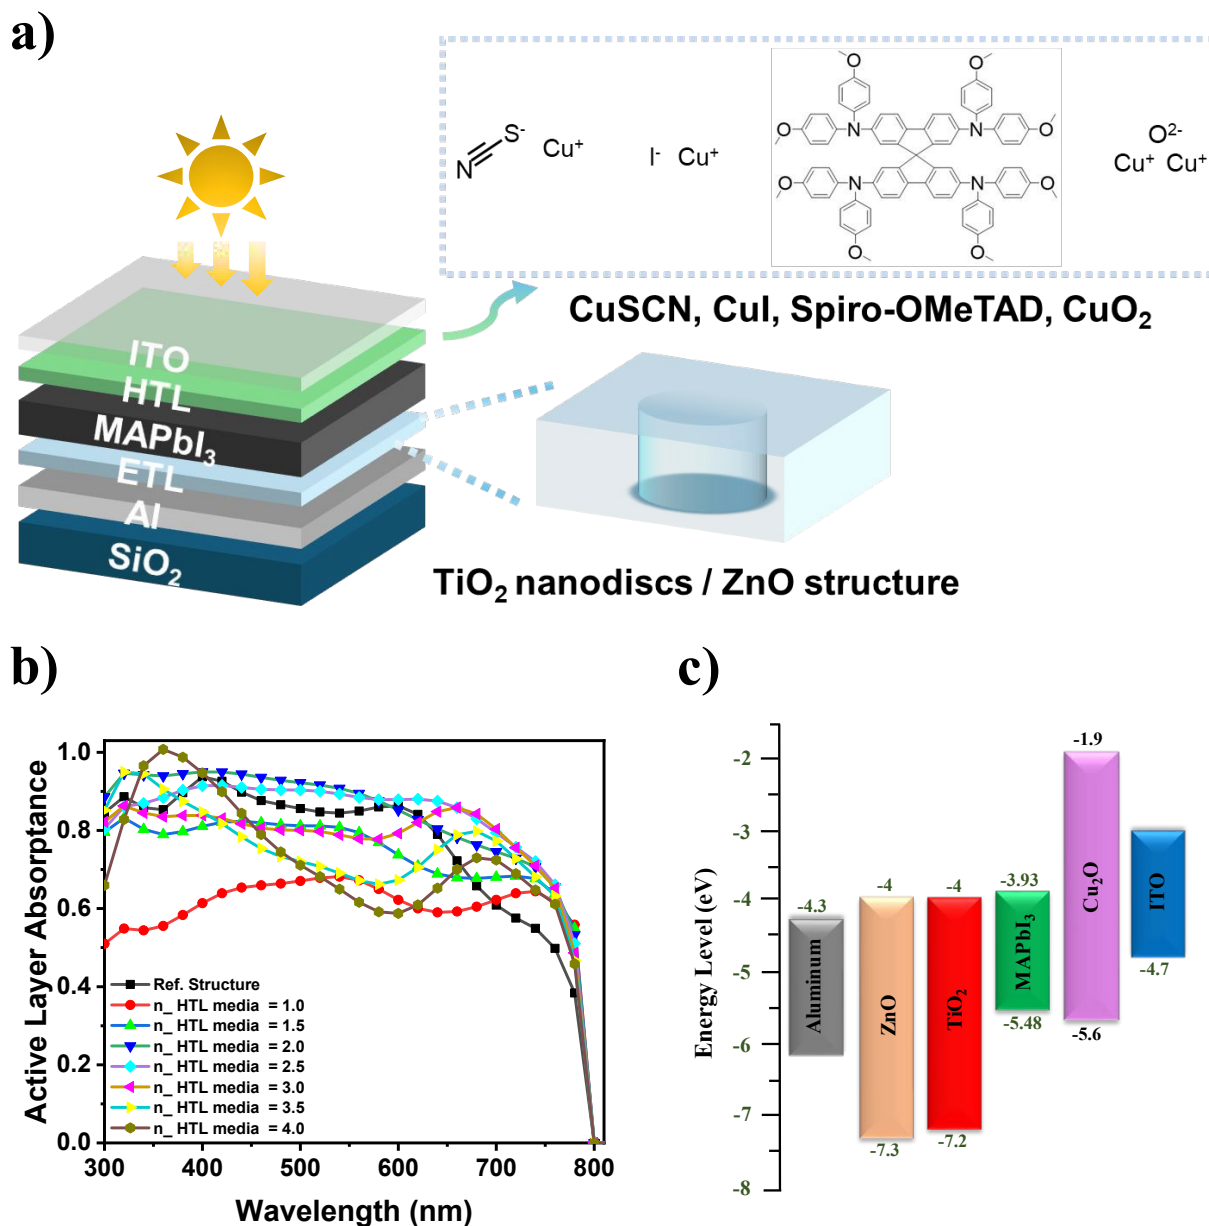 a)
N
S-
Cu+
I-
Cu+
O
O
O
O
O
N
N
O
O
N
N
O
O
O
O2-
Cu+ Cu+
CuSCN, CuI, Spiro-OMeTAD, CuO2
ITO
HTL
MAPbI3
ETL
Al
SiO2
TiO2 nanodiscs / ZnO structure
b)
Active Layer Absorptance
1.0
0.8
0.6
0.4
0.2
0.0
Ref. Structure
n_ HTL media = 1.0
n_ HTL media = 1.5
n_ HTL media = 2.0
n_ HTL media = 2.5
n_ HTL media = 3.0
n_ HTL media = 3.5
n_ HTL media = 4.0
300 400 500 600 700 800
Wavelength (nm)
c)
Energy Level (eV)
-2
-3
-4
-5
-6
-7
-8
-4.3
Aluminum
-4
ZnO
-7.3
-4
TiO2
-7.2
-3.93
MAPbI3
-5.48
-1.9
Cu2O
-5.6
ITO
-4.7